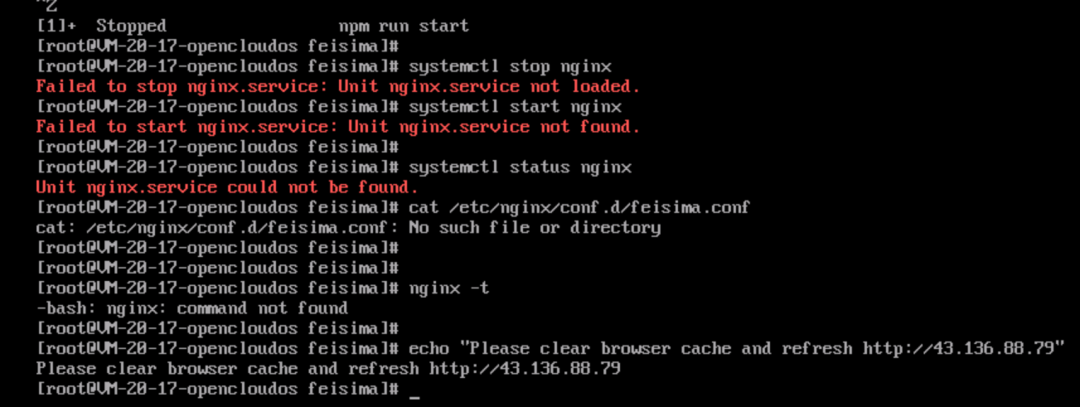 ^Z
[1]+  Stopped                 npm run start
[root@VM-20-17-opencloudos feisima]#
[root@VM-20-17-opencloudos feisima]# systemctl stop nginx
Failed to stop nginx.service: Unit nginx.service not loaded.
[root@VM-20-17-opencloudos feisima]# systemctl start nginx
Failed to start nginx.service: Unit nginx.service not found.
[root@VM-20-17-opencloudos feisima]#
[root@VM-20-17-opencloudos feisima]# systemctl status nginx
Unit nginx.service could not be found.
[root@VM-20-17-opencloudos feisima]# cat /etc/nginx/conf.d/feisima.conf
cat: /etc/nginx/conf.d/feisima.conf: No such file or directory
[root@VM-20-17-opencloudos feisima]#
[root@VM-20-17-opencloudos feisima]#
[root@VM-20-17-opencloudos feisima]# nginx -t
-bash: nginx: command not found
[root@VM-20-17-opencloudos feisima]#
[root@VM-20-17-opencloudos feisima]# echo "Please clear browser cache and refresh http://43.136.88.79"
Please clear browser cache and refresh http://43.136.88.79
[root@VM-20-17-opencloudos feisima]# _